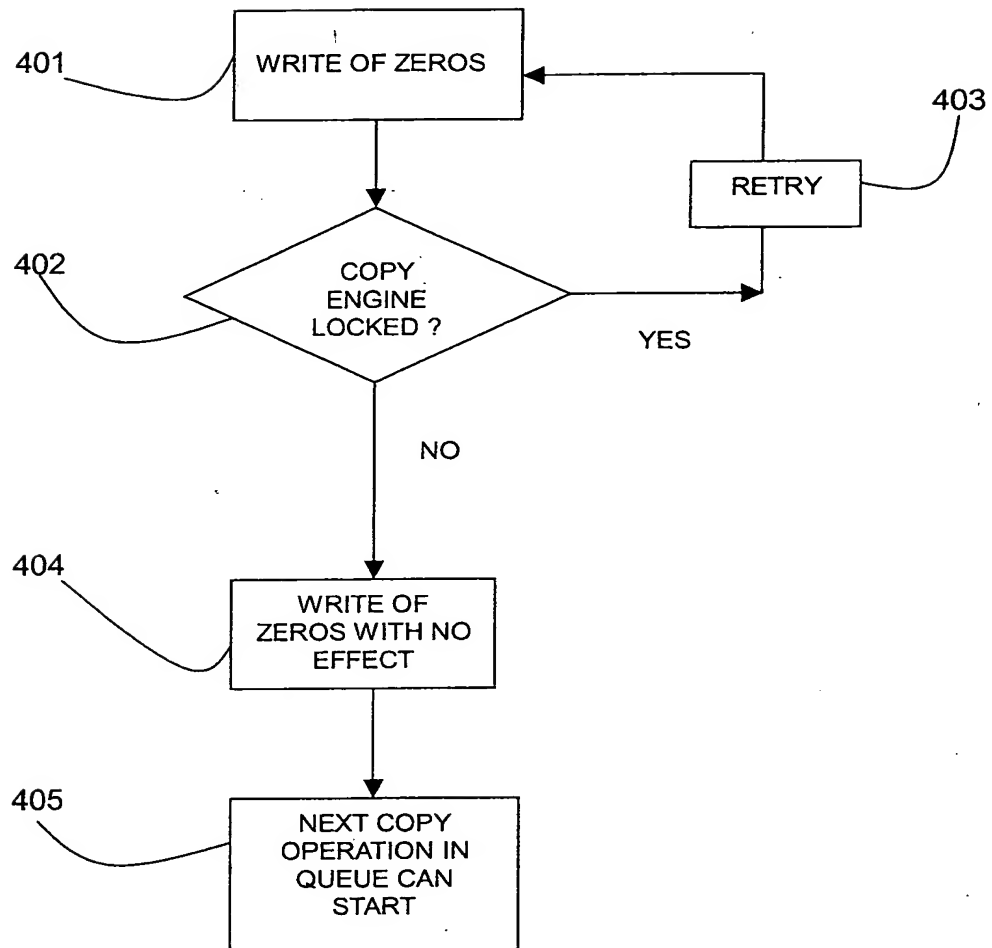 401
WRITE OF ZEROS
403
RETRY
402
COPY
ENGINE
LOCKED ?
YES
NO
404
WRITE OF
ZEROS WITH NO
EFFECT
405
NEXT COPY
OPERATION IN
QUEUE CAN
START